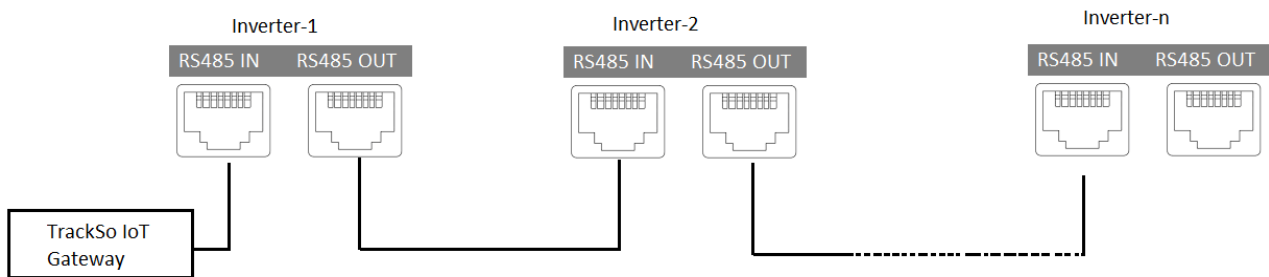 Inverter-1
Inverter-2
Inverter-n
RS485 IN RS485 OUT
RS485 IN RS485 OUT
RS485 IN RS485 OUT
TrackSo IoT
Gateway